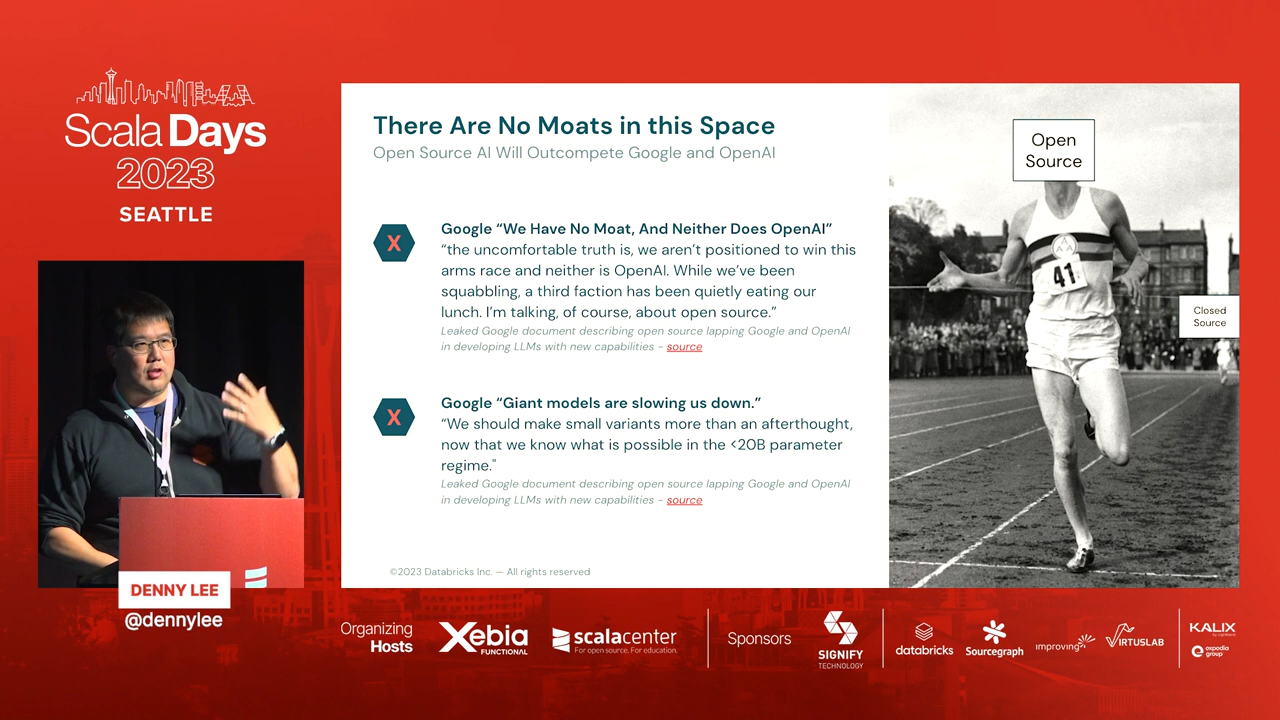 Scala Days
2023
SEATTLE
There Are No Moats in this Space
Open Source AI Will Outcompete Google and OpenAI
X
Google “We Have No Moat, And Neither Does OpenAI”
“the uncomfortable truth is, we aren’t positioned to win this
arms race and neither is OpenAI. While we’ve been
squabbling, a third faction has been quietly eating our
lunch. I’m talking, of course, about open source.”
Leaked Google document describing open source lapping Google and OpenAI
in developing LLMs with new capabilities - source
X
Google “Giant models are slowing us down.”
“We should make small variants more than an afterthought,
now that we know what is possible in the <20B parameter
regime."
Leaked Google document describing open source lapping Google and OpenAI
in developing LLMs with new capabilities - source
©2023 Databricks Inc. — All rights reserved
Open
Source
41
Closed
Source
DENNY LEE
@dennylee
Organizing
Hosts
Xebia
FUNCTIONAL
scalacenter
For open source. For education.
Sponsors
SIGNIFY
TECHNOLOGY
databricks
Sourcegraph
improving
VIRTUSLAB
KALIX
by Lightbend
expedia
group